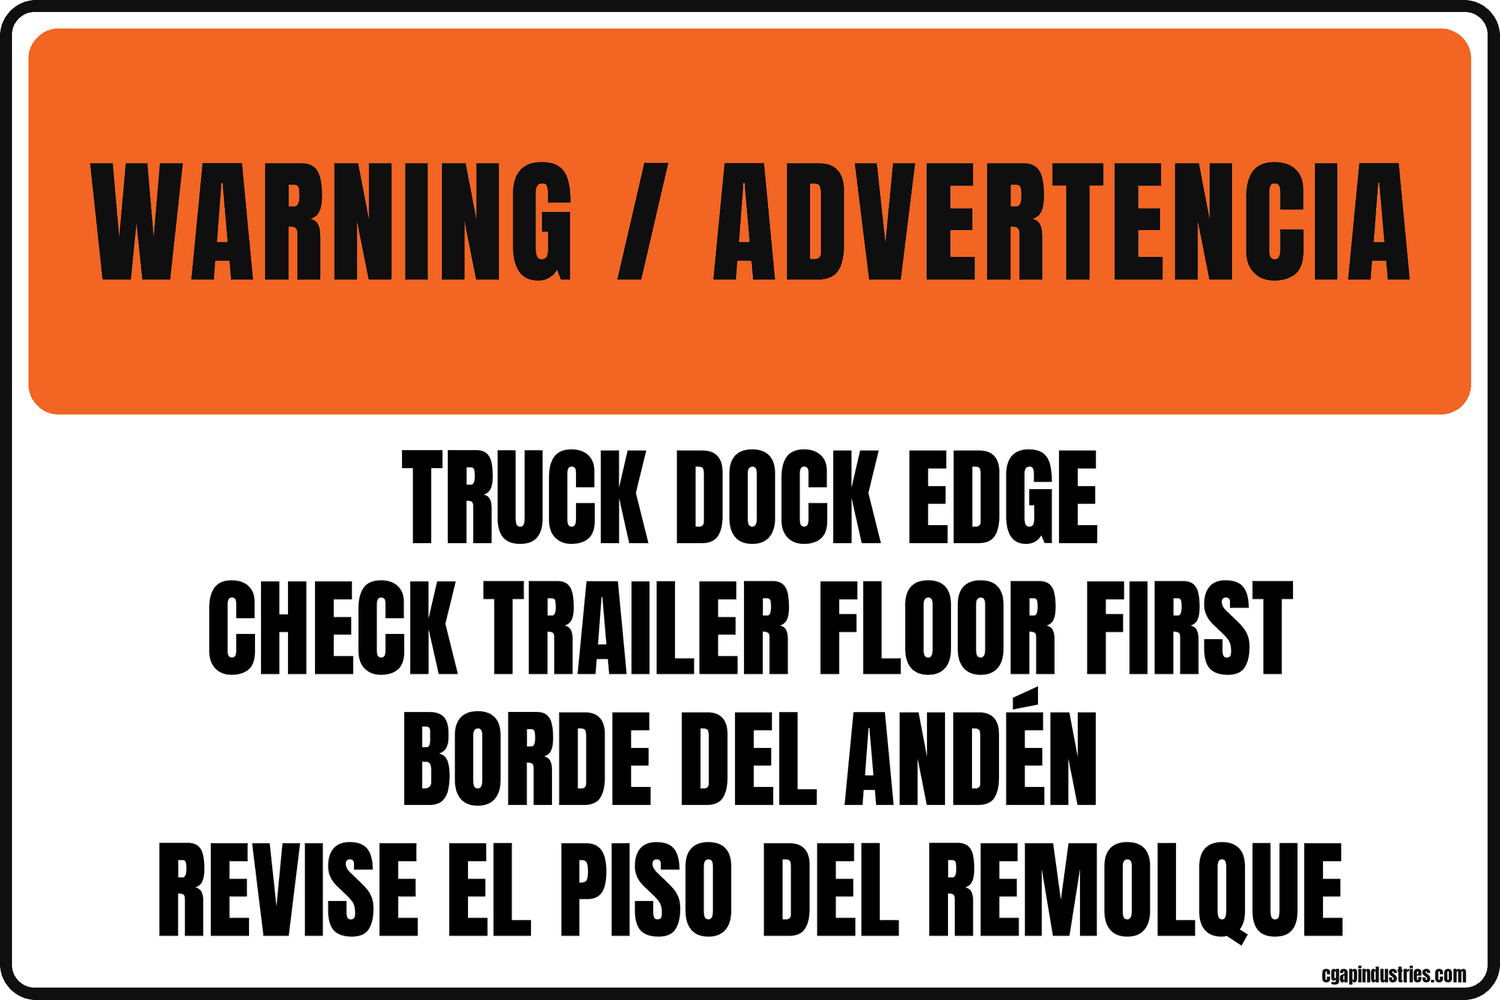 WARNING / ADVERTENCIA
TRUCK DOCK EDGE
CHECK TRAILER FLOOR FIRST
BORDE DEL ANDÉN
REVISE EL PISO DEL REMOLQUE
cgapindustries.com